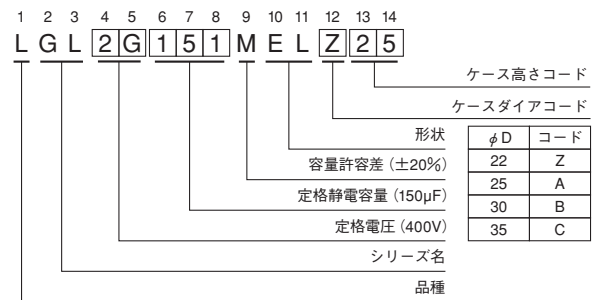 1 2 3 4 5 6 7 8 9 10 11 12 13 14
L G L 2 G 1 5 1 M E L Z 2 5
ケース高さコード
ケースダイアコード
形状
容量許容差（±20%）
定格静電容量（150μF）
定格電圧（400V）
シリーズ名
品種
φD コード
22 Z
25 A
30 B
35 C